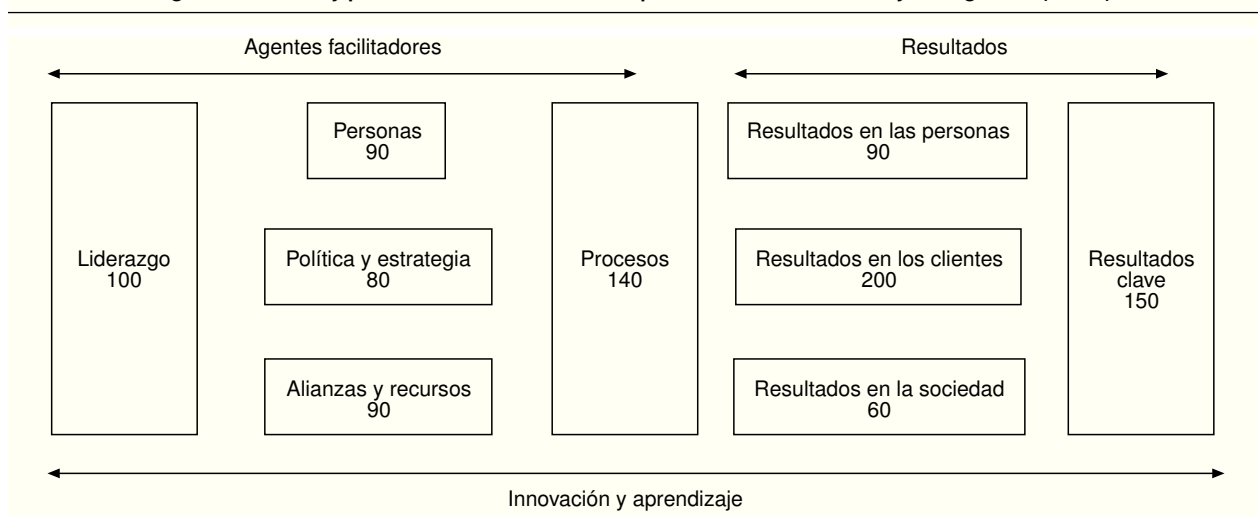 Agentes facilitadores
Resultados
Liderazgo
100
Personas
90
Política y estrategia
80
Alianzas y recursos
90
Procesos
140
Resultados en las personas
90
Resultados en los clientes
200
Resultados en la sociedad
60
Resultados
clave
150
Innovación y aprendizaje